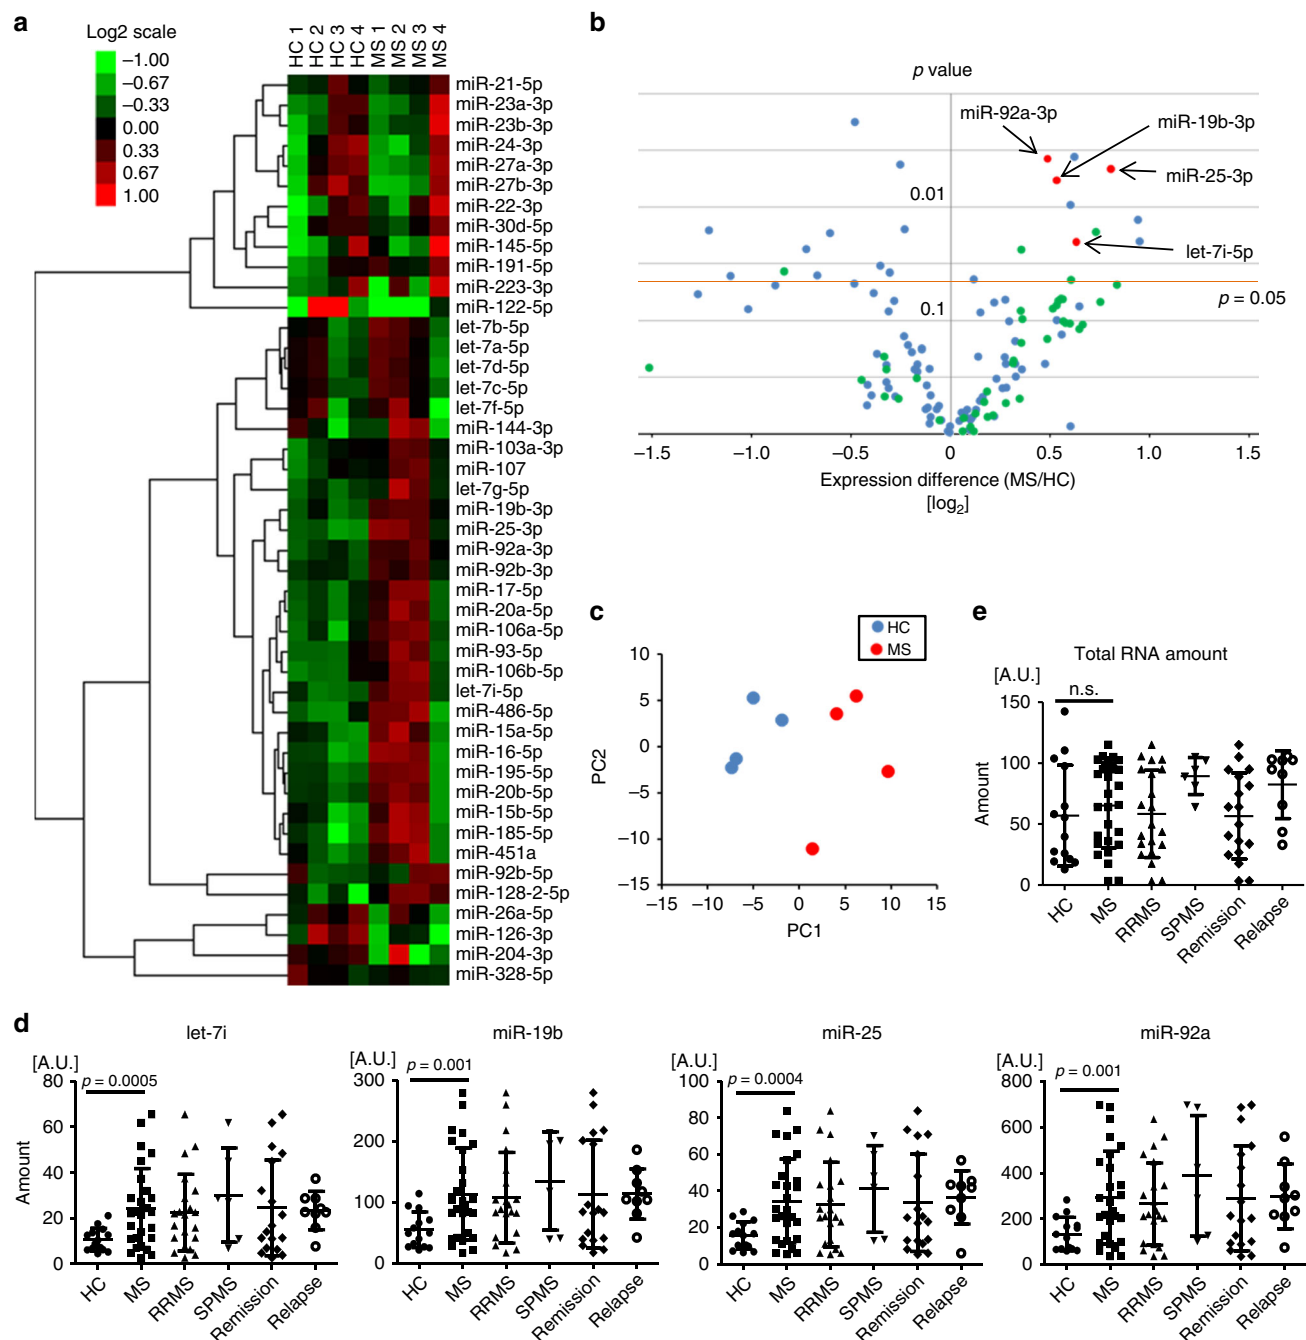 a
Log2 scale
−1.00
−0.67
−0.33
0.00
0.33
0.67
1.00
HC 1
HC 2
HC 3
HC 4
MS 1
MS 2
MS 3
MS 4
miR-21-5p
miR-23a-3p
miR-23b-3p
miR-24-3p
miR-27a-3p
miR-27b-3p
miR-22-3p
miR-30d-5p
miR-145-5p
miR-191-5p
miR-223-3p
miR-122-5p
let-7b-5p
let-7a-5p
let-7d-5p
let-7c-5p
let-7f-5p
miR-144-3p
miR-103a-3p
miR-107
let-7g-5p
miR-19b-3p
miR-25-3p
miR-92a-3p
miR-92b-3p
miR-17-5p
miR-20a-5p
miR-106a-5p
miR-93-5p
miR-106b-5p
let-7i-5p
miR-486-5p
miR-15a-5p
miR-16-5p
miR-195-5p
miR-20b-5p
miR-15b-5p
miR-185-5p
miR-451a
miR-92b-5p
miR-128-2-5p
miR-26a-5p
miR-126-3p
miR-204-3p
miR-328-5p
b
p value
miR-92a-3p
miR-19b-3p
miR-25-3p
let-7i-5p
0.01
0.1
p = 0.05
−1.5 −1.0 −0.5 0 0.5 1.0 1.5
Expression difference (MS/HC)
[log2]
c
HC
MS
10
5
0
−5
−10
−15
PC2
−15 −10 −5 0 5 10 15
PC1
e
Total RNA amount
[A.U.]
n.s.
150
100
50
0
Amount
HC MS RRMS SPMS Remission Relapse
d
let-7i
[A.U.]
p = 0.0005
80
60
40
20
0
Amount
HC MS RRMS SPMS Remission Relapse
miR-19b
[A.U.]
p = 0.001
300
200
100
0
HC MS RRMS SPMS Remission Relapse
miR-25
[A.U.]
p = 0.0004
100
80
60
40
20
0
HC MS RRMS SPMS Remission Relapse
miR-92a
[A.U.]
p = 0.001
800
600
400
200
0
HC MS RRMS SPMS Remission Relapse